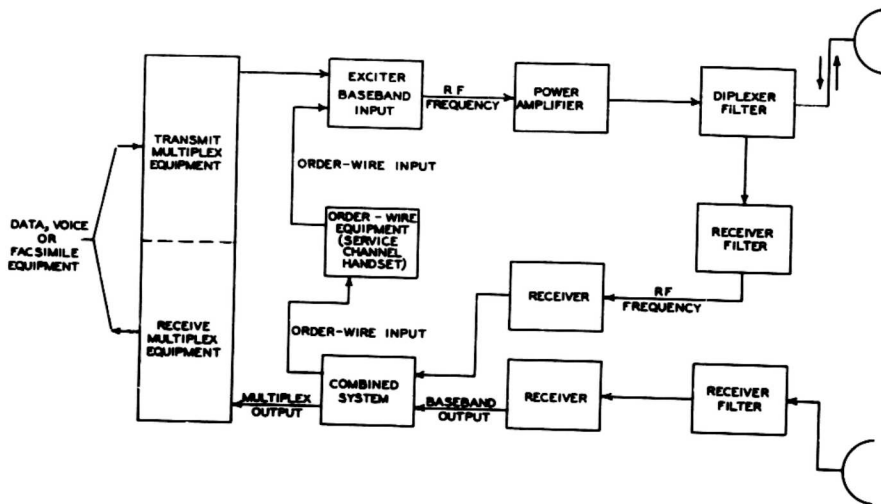 EXCITER
BASEBAND
INPUT
RF
FREQUENCY
POWER
AMPLIFIER
DIPLEXER
FILTER
TRANSMIT
MULTIPLEX
EQUIPMENT
ORDER-WIRE INPUT
DATA, VOICE
OR
FACSIMILE
EQUIPMENT
ORDER-WIRE
EQUIPMENT
(SERVICE
CHANNEL
HANDSET)
RECEIVER
FILTER
RECEIVER
RF
FREQUENCY
RECEIVE
MULTIPLEX
EQUIPMENT
ORDER-WIRE INPUT
COMBINED
SYSTEM
MULTIPLEX
OUTPUT
BASEBAND
OUTPUT
RECEIVER
RECEIVER
FILTER